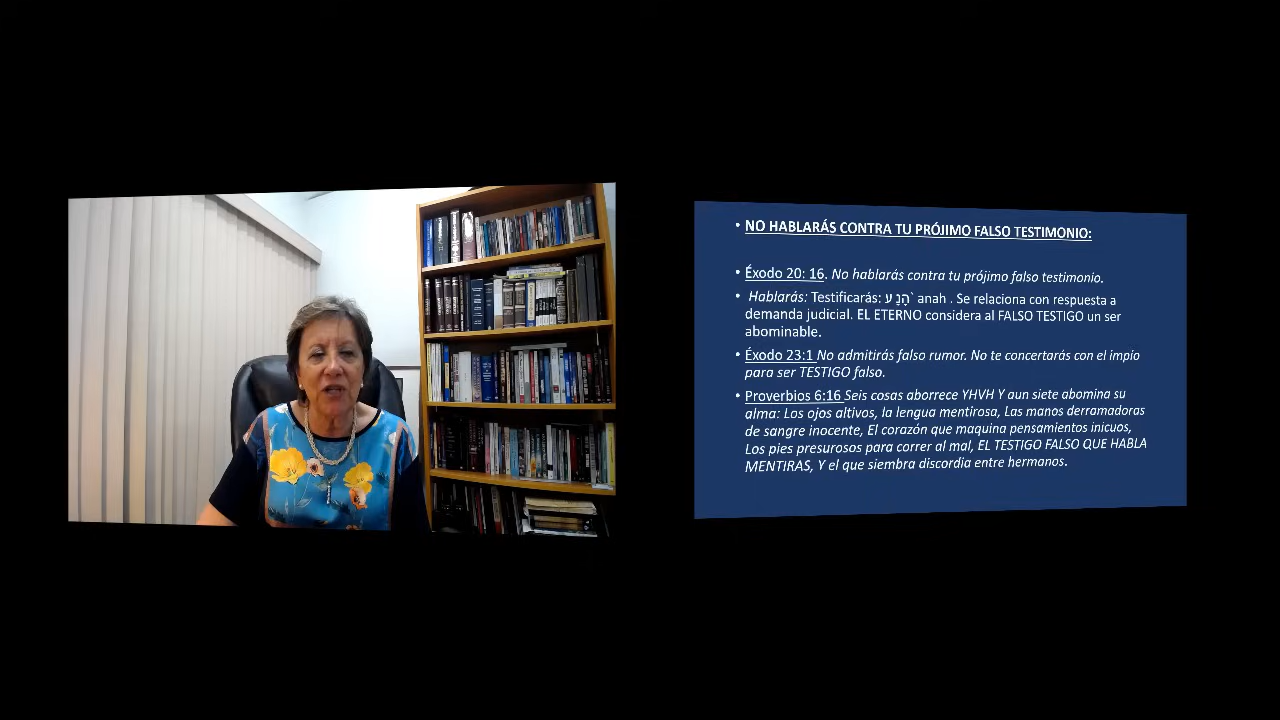 • NO HABLARÁS CONTRA TU PRÓJIMO FALSO TESTIMONIO:
• Éxodo 20: 16. No hablarás contra tu prójimo falso testimonio.
• Hablarás: Testificarás: ע ָנָה֒ anah . Se relaciona con respuesta a
demanda judicial. EL ETERNO considera al FALSO TESTIGO un ser
abominable.
• Éxodo 23:1 No admitirás falso rumor. No te concertarás con el impio
para ser TESTIGO falso.
• Proverbios 6:16 Seis cosas aborrece YHVH Y aun siete abomina su
alma: Los ojos altivos, la lengua mentirosa, Las manos derramadoras
de sangre inocente, El corazón que maquina pensamientos inicuos,
Los pies presurosos para correr al mal, EL TESTIGO FALSO QUE HABLA
MENTIRAS, Y el que siembra discordia entre hermanos.